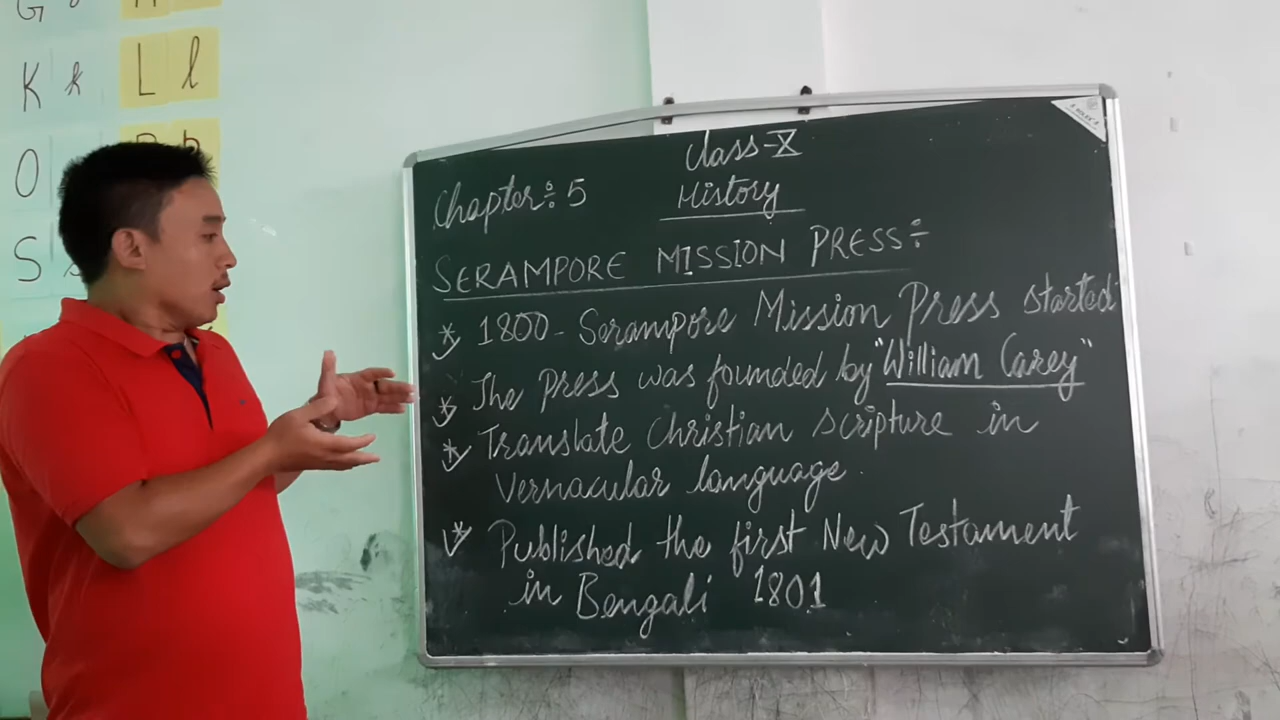 G
K k L l
O
S
Class-X
Chapter÷ 5 History
SERAMPORE MISSION PRESS÷
* 1800 - Serampore Mission Press started
* The press was founded by "William Carey"
* Translate Christian scripture in
Vernacular language.
* Published the first New Testament
in Bengali 1801